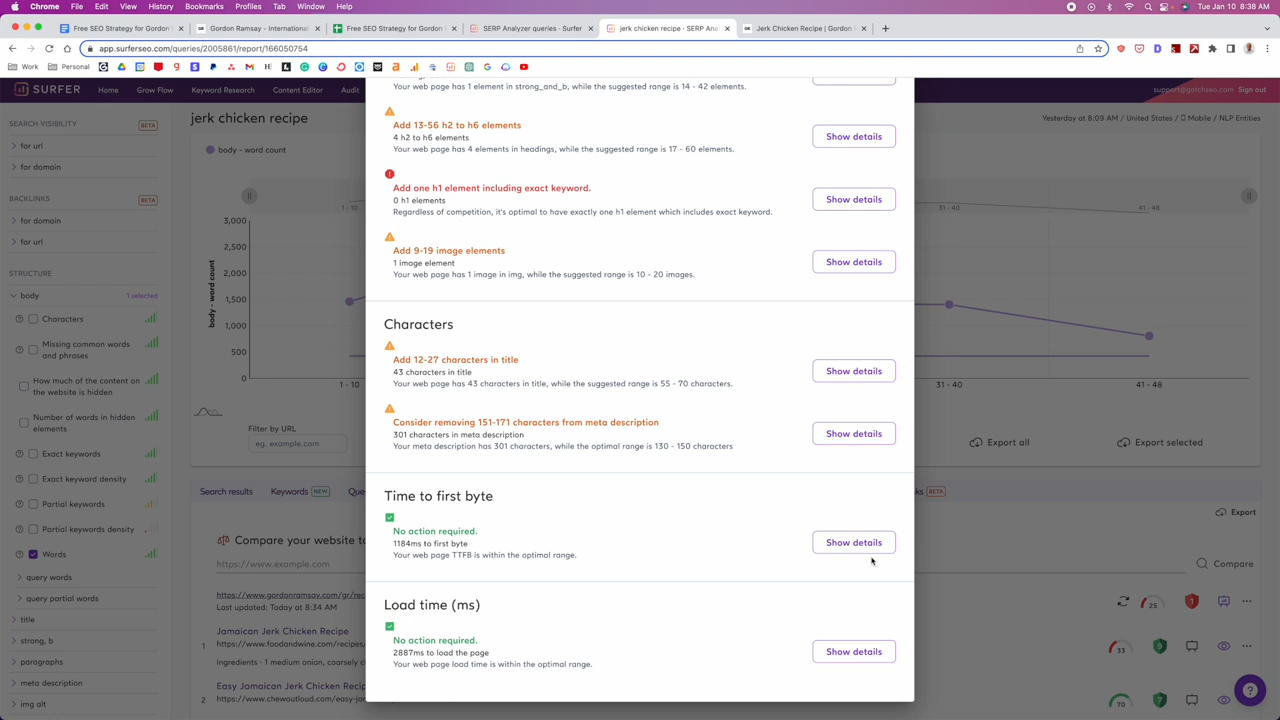 Chrome File Edit View History Bookmarks Profiles Tab Window Help
Tue Jan 10 8:38 AM
Free SEO Strategy for Gordon
Gordon Ramsay - International
Free SEO Strategy for Gordon
SERP Analyzer queries - Surfer
jerk chicken recipe - SERP Ana
Jerk Chicken Recipe | Gordon
app.surferseo.com/queries/2005861/report/166050754
Work
Personal
SURFER
Home
Grow Flow
Keyword Research
Content Editor
Audit
support@gotchseo.com
Sign out
SEARCH VISIBILITY
BETA
for url
for domain
BACKLINKS
BETA
for domain
for url
STRUCTURE
body
1 selected
Characters
Missing common words and phrases
How much of the content on the website is hidden
Number of words in hidden elements
Exact keywords
Exact keyword density
Partial keywords
Partial keywords density
Words
query words
query partial words
title
strong, b
paragraphs
meta description
img alt
jerk chicken recipe
Yesterday at 8:09 AM / United States / Mobile / NLP Entities
body - word count
body - word count
3,000
2,500
2,000
1,500
1,000
500
0
1 - 10
1 - 10
31 - 40
41 - 48
31 - 40
41 - 48
Filter by URL
eg. example.com
Export all
Export selected
Search results
Keywords
NEW
BETA
Export
Compare your website to
https://www.example.com
Compare
https://www.gordonramsay.com/gr/rec
Last updated: Today at 8:34 AM
25
1
1
Jamaican Jerk Chicken Recipe
https://www.foodandwine.com/recipes
Ingredients · 1 medium onion, coarsely c
33
9
2
Easy Jamaican Jerk Chicken Recip
https://www.chewoutloud.com/easy-ja
70
7
Your web page has 1 element in strong_and_b, while the suggested range is 14 - 42 elements.
Add 13-56 h2 to h6 elements
4 h2 to h6 elements
Your web page has 4 elements in headings, while the suggested range is 17 - 60 elements.
Show details
Add one h1 element including exact keyword.
0 h1 elements
Regardless of competition, it's optimal to have exactly one h1 element which includes exact keyword.
Show details
Add 9-19 image elements
1 image element
Your web page has 1 image in img, while the suggested range is 10 - 20 images.
Show details
Characters
Add 12-27 characters in title
43 characters in title
Your web page has 43 characters in title, while the suggested range is 55 - 70 characters.
Show details
Consider removing 151-171 characters from meta description
301 characters in meta description
Your meta description has 301 characters, while the optimal range is 130 - 150 characters
Show details
Time to first byte
No action required.
1184ms to first byte
Your web page TTFB is within the optimal range.
Show details
Load time (ms)
No action required.
2887ms to load the page
Your web page load time is within the optimal range.
Show details